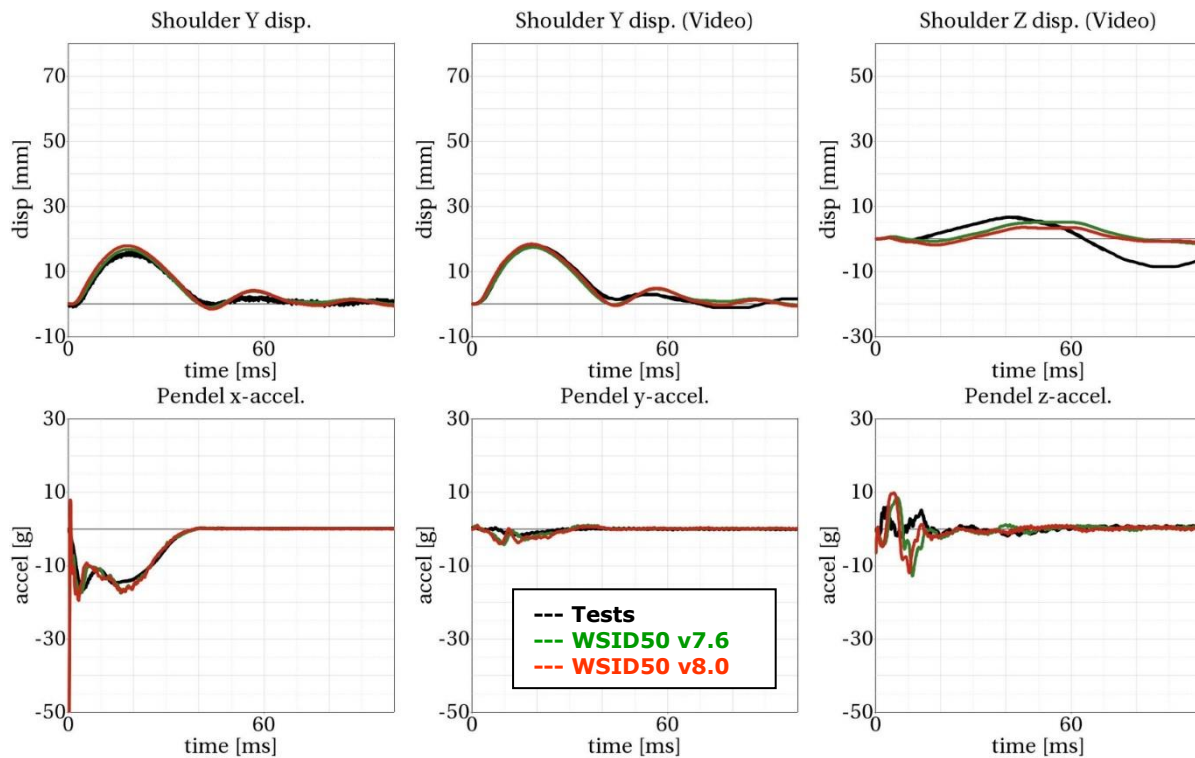 Shoulder Y disp.
Shoulder Y disp. (Video)
Shoulder Z disp. (Video)
disp [mm]
70
50
30
10
-10
0
60
time [ms]
disp [mm]
70
50
30
10
-10
0
60
time [ms]
disp [mm]
50
30
10
-10
-30
0
60
time [ms]
Pendel x-accel.
Pendel y-accel.
Pendel z-accel.
accel [g]
30
10
-10
-30
-50
0
60
time [ms]
accel [g]
30
10
-10
-30
-50
0
60
time [ms]
--- Tests
--- WSID50 v7.6
--- WSID50 v8.0
accel [g]
30
10
-10
-30
-50
0
60
time [ms]